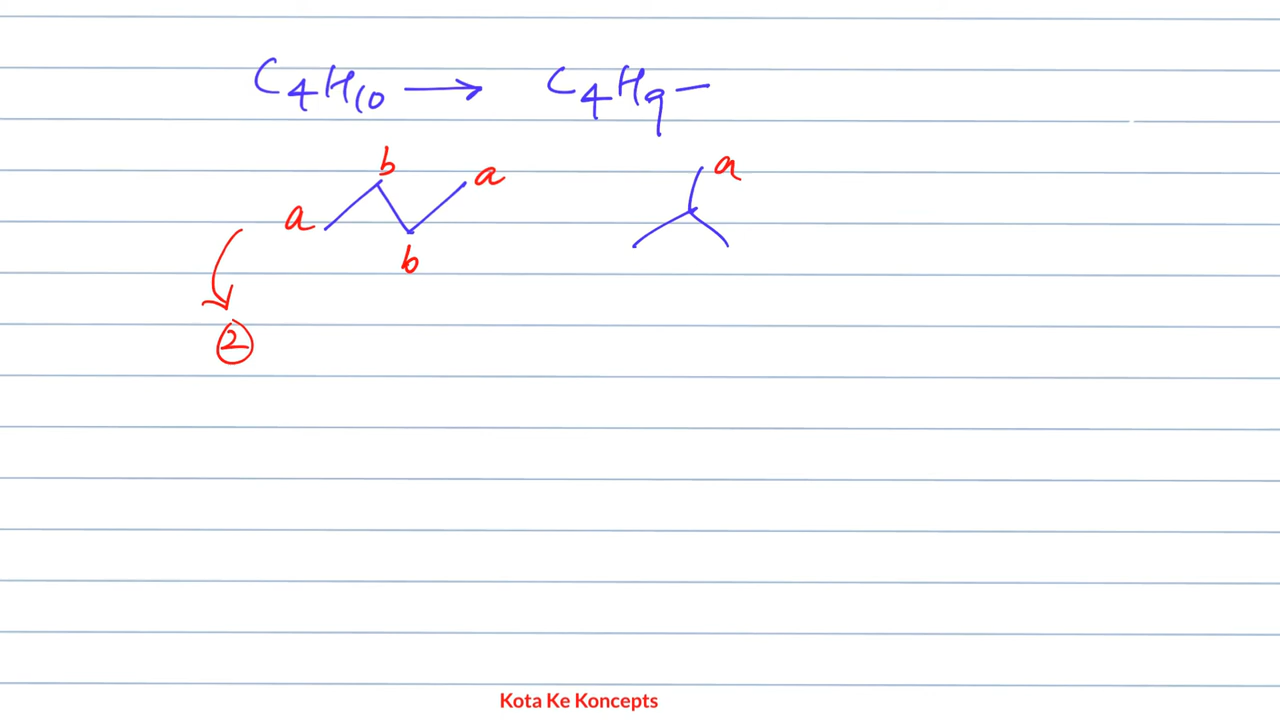 C₄H₁₀ → C₄H₉ –
b
a
a
a
b
2
Kota Ke Koncepts